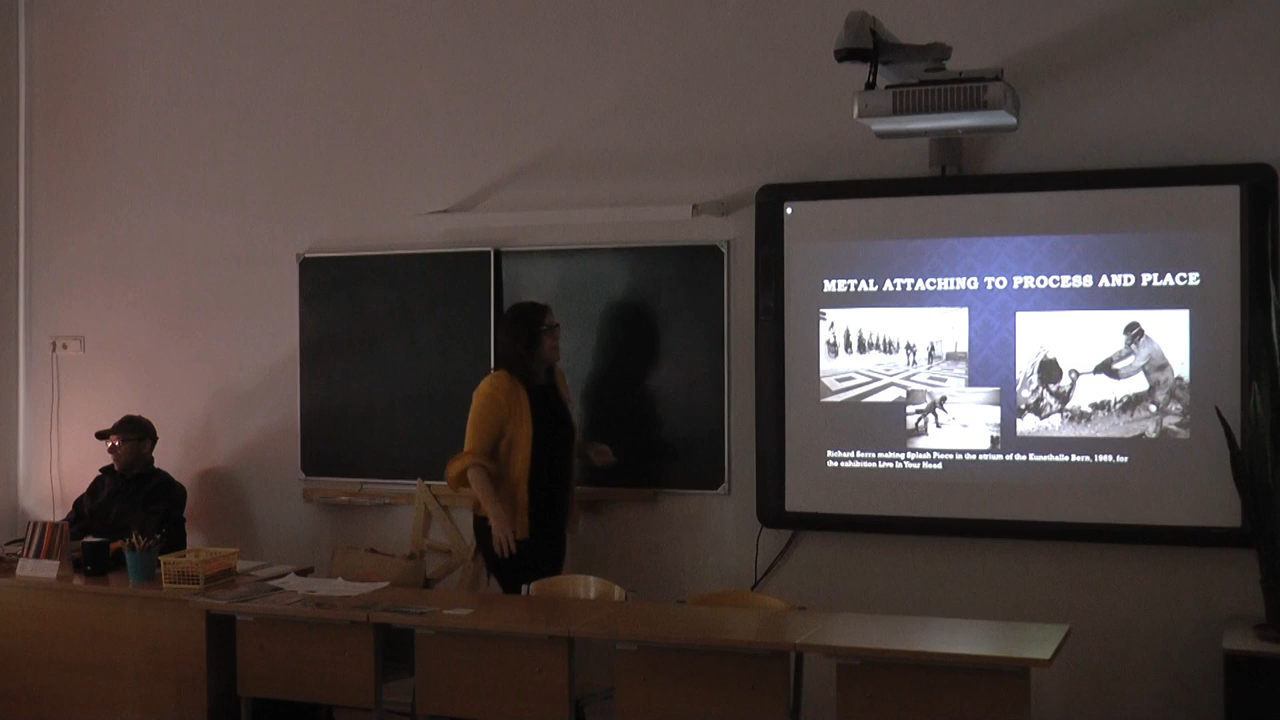 METAL ATTACHING TO PROCESS AND PLACE
Richard Serra making Splash Piece in the atrium of the Kunsthalle Bern, 1969, for
the exhibition Live In Your Head